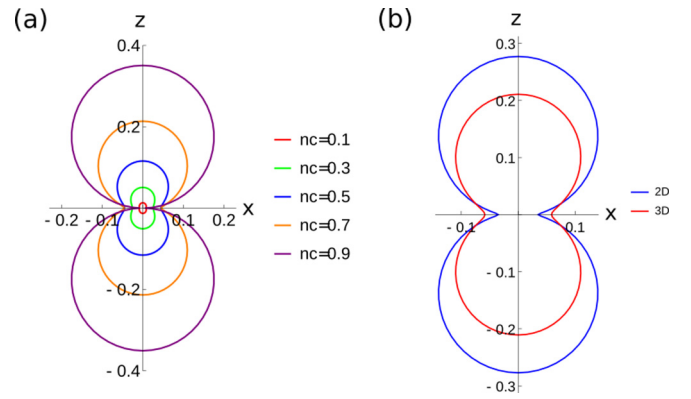 (a)
z
0.4
0.2
- 0.2 - 0.1 0.1 0.2 x
- 0.2
- 0.4
nc=0.1
nc=0.3
nc=0.5
nc=0.7
nc=0.9
(b)
z
0.3
0.2
0.1
- 0.1 0.1 x
- 0.1
- 0.2
- 0.3
2D
3D